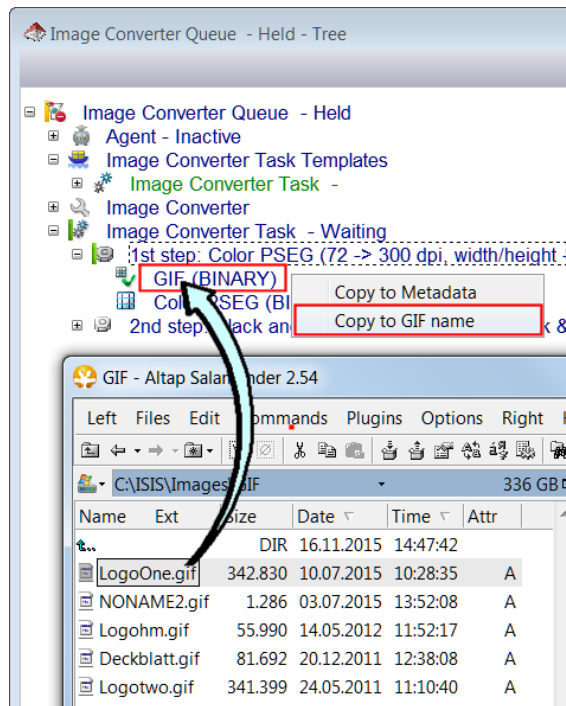 Image Converter Queue - Held - Tree
Image Converter Queue - Held
Agent - Inactive
Image Converter Task Templates
Image Converter Task -
Image Converter
Image Converter Task - Waiting
1st step: Color PSEG (72 -> 300 dpi, width/height -
GIF (BINARY)
Copy to Metadata
PSEG (BI
Copy to GIF name
2nd step
k &
GIF - Altap Salamander 2.54
Left Files Edit Commands Plugins Options Right
C:\ISIS\Images\GIF 336 GB
Name Ext Size Date Time Attr
DIR 16.11.2015 14:47:42
LogoOne.gif 342.830 10.07.2015 10:28:35 A
NONAME2.gif 1.286 03.07.2015 13:52:08 A
Logohm.gif 55.990 14.05.2012 11:52:17 A
Deckblatt.gif 81.692 20.12.2011 12:38:08 A
Logotwo.gif 341.399 24.05.2011 11:10:40 A